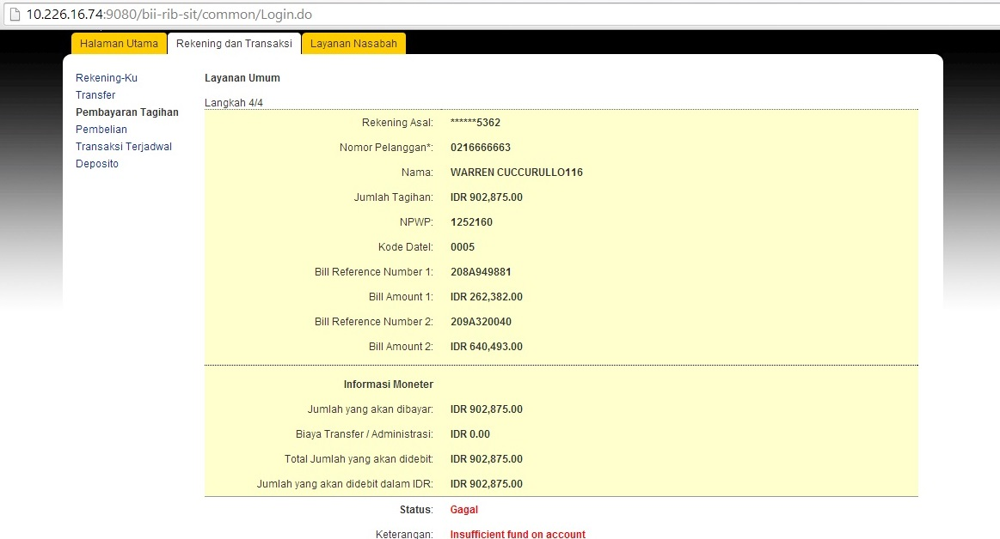 10.226.16.74:9080/bii-rib-sit/common/Login.do
Halaman Utama Rekening dan Transaksi Layanan Nasabah
Rekening-Ku
Transfer
Pembayaran Tagihan
Pembelian
Transaksi Terjadwal
Deposito
Layanan Umum
Langkah 4/4
Rekening Asal: ******5362
Nomor Pelanggan*: 0216666663
Nama: WARREN CUCCURULLO116
Jumlah Tagihan: IDR 902,875.00
NPWP: 1252160
Kode Datel: 0005
Bill Reference Number 1: 208A949881
Bill Amount 1: IDR 262,382.00
Bill Reference Number 2: 209A320040
Bill Amount 2: IDR 640,493.00
Informasi Moneter
Jumlah yang akan dibayar: IDR 902,875.00
Biaya Transfer / Administrasi: IDR 0.00
Total Jumlah yang akan didebit: IDR 902,875.00
Jumlah yang akan didebit dalam IDR: IDR 902,875.00
Status: Gagal
Keterangan: Insufficient fund on account